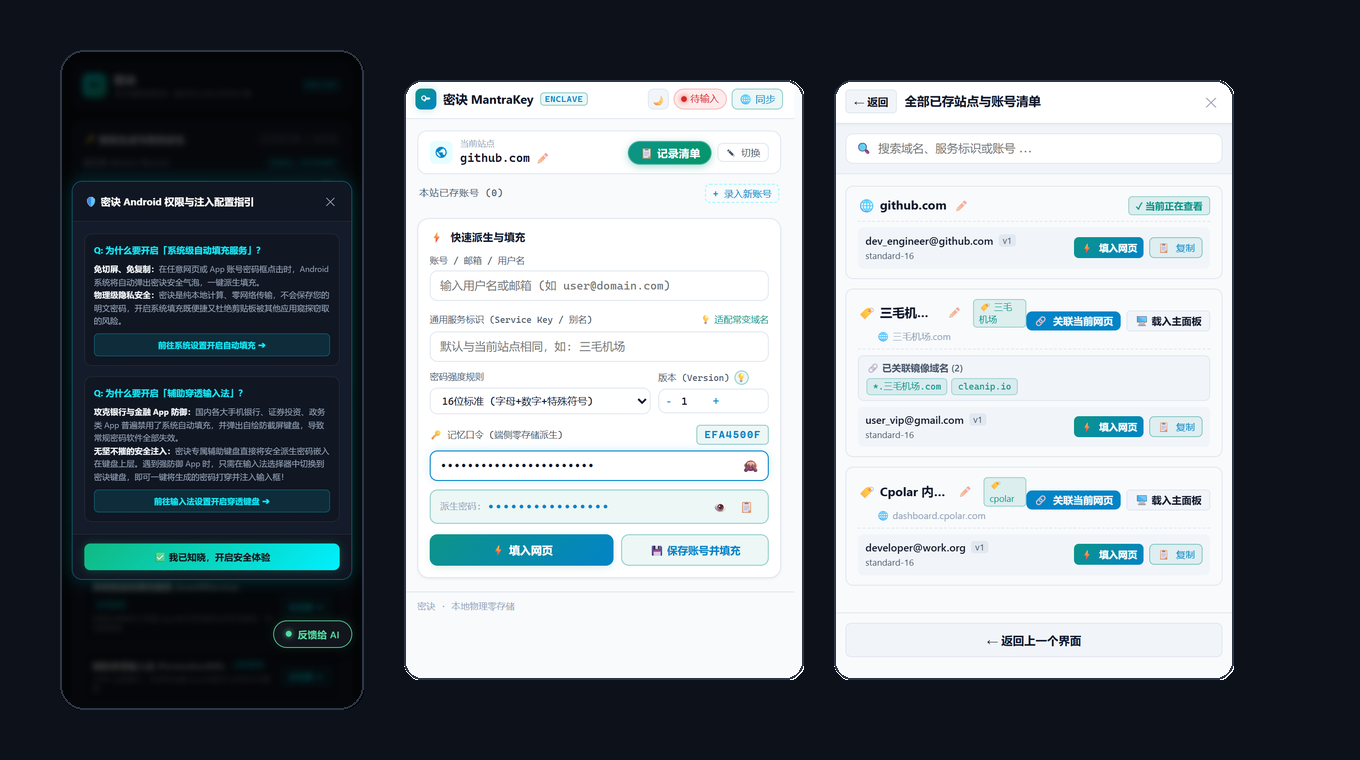 密诀 Android 权限与注入配置指引
Q: 为什么要开启「系统级自动填充服务」?
免切屏、免复制：在任意网页或 App 账号密码框点击时，Android
系统将自动弹出密诀安全气泡，一键派生填充。
物理级隐私安全：密诀是纯本地计算、零网络传输，不会保存您的
明文密码，开启系统填充既便捷又杜绝剪贴板被其他应用窥探窃取
的风险。
前往系统设置开启自动填充 →
Q: 为什么要开启「辅助穿透输入法」?
攻克银行与金融 App 防御：国内各大手机银行、证券投资、政务
类 App 普遍禁用了系统自动填充，并弹出自绘防截屏键盘，导致
常规密码软件全部失效。
无坚不摧的安全注入：密诀专属辅助键盘直接将安全派生密码嵌入
在键盘上层。遇到强防御 App 时，只需在输入法选择器中切换到
密诀键盘，即可一键将生成的密码打穿并注入输入框!
前往输入法设置开启穿透键盘 →
我已知晓，开启安全体验
反馈给 AI
密诀 MantraKey
ENCLAVE
待输入
同步
当前站点
github.com
记录清单
切换
本站已存账号 (0)
+ 录入新账号
快速派生与填充
账号 / 邮箱 / 用户名
输入用户名或邮箱 (如 user@domain.com)
通用服务标识 (Service Key / 别名)
适配常变域名
默认与当前站点相同，如: 三毛机场
密码强度规则
版本 (Version)
16位标准 (字母+数字+特殊符号)
- 1 +
记忆口令 (端侧零存储派生)
EFA4500F
派生密码:
填入网页
保存账号并填充
密诀 · 本地物理零存储
← 返回
全部已存站点与账号清单
搜索域名、服务标识或账号 ...
github.com
✓ 当前正在查看
dev_engineer@github.com v1
standard-16
填入网页
复制
三毛机...
三毛
机场
关联当前网页
载入主面板
三毛机场.com
已关联镜像域名 (2)
*.三毛机场.com
cleanip.io
user_vip@gmail.com v1
standard-16
填入网页
复制
Cpolar 内...
cpolar
关联当前网页
载入主面板
dashboard.cpolar.com
developer@work.org v1
standard-16
填入网页
复制
← 返回上一个界面